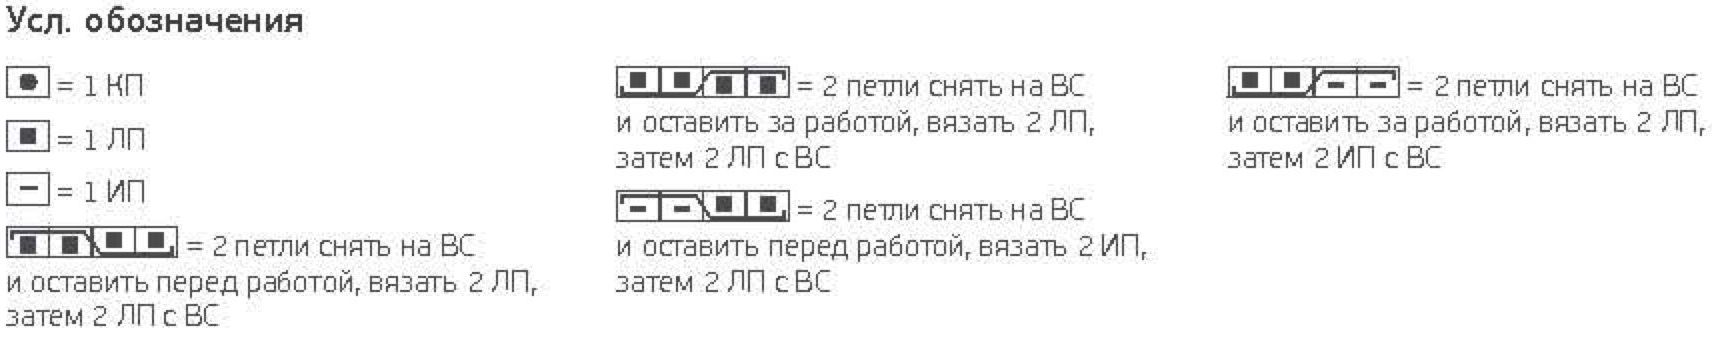 Усл. обозначения
= 1 КП
= 1 ЛП
= 1 ИП
= 2 петли снять на ВС
и оставить перед работой, вязать 2 ЛП,
затем 2 ЛП с ВС
= 2 петли снять на ВС
и оставить за работой, вязать 2 ЛП,
затем 2 ЛП с ВС
= 2 петли снять на ВС
и оставить перед работой, вязать 2 ИП,
затем 2 ЛП с ВС
= 2 петли снять на ВС
и оставить за работой, вязать 2 ЛП,
затем 2 ИП с ВС